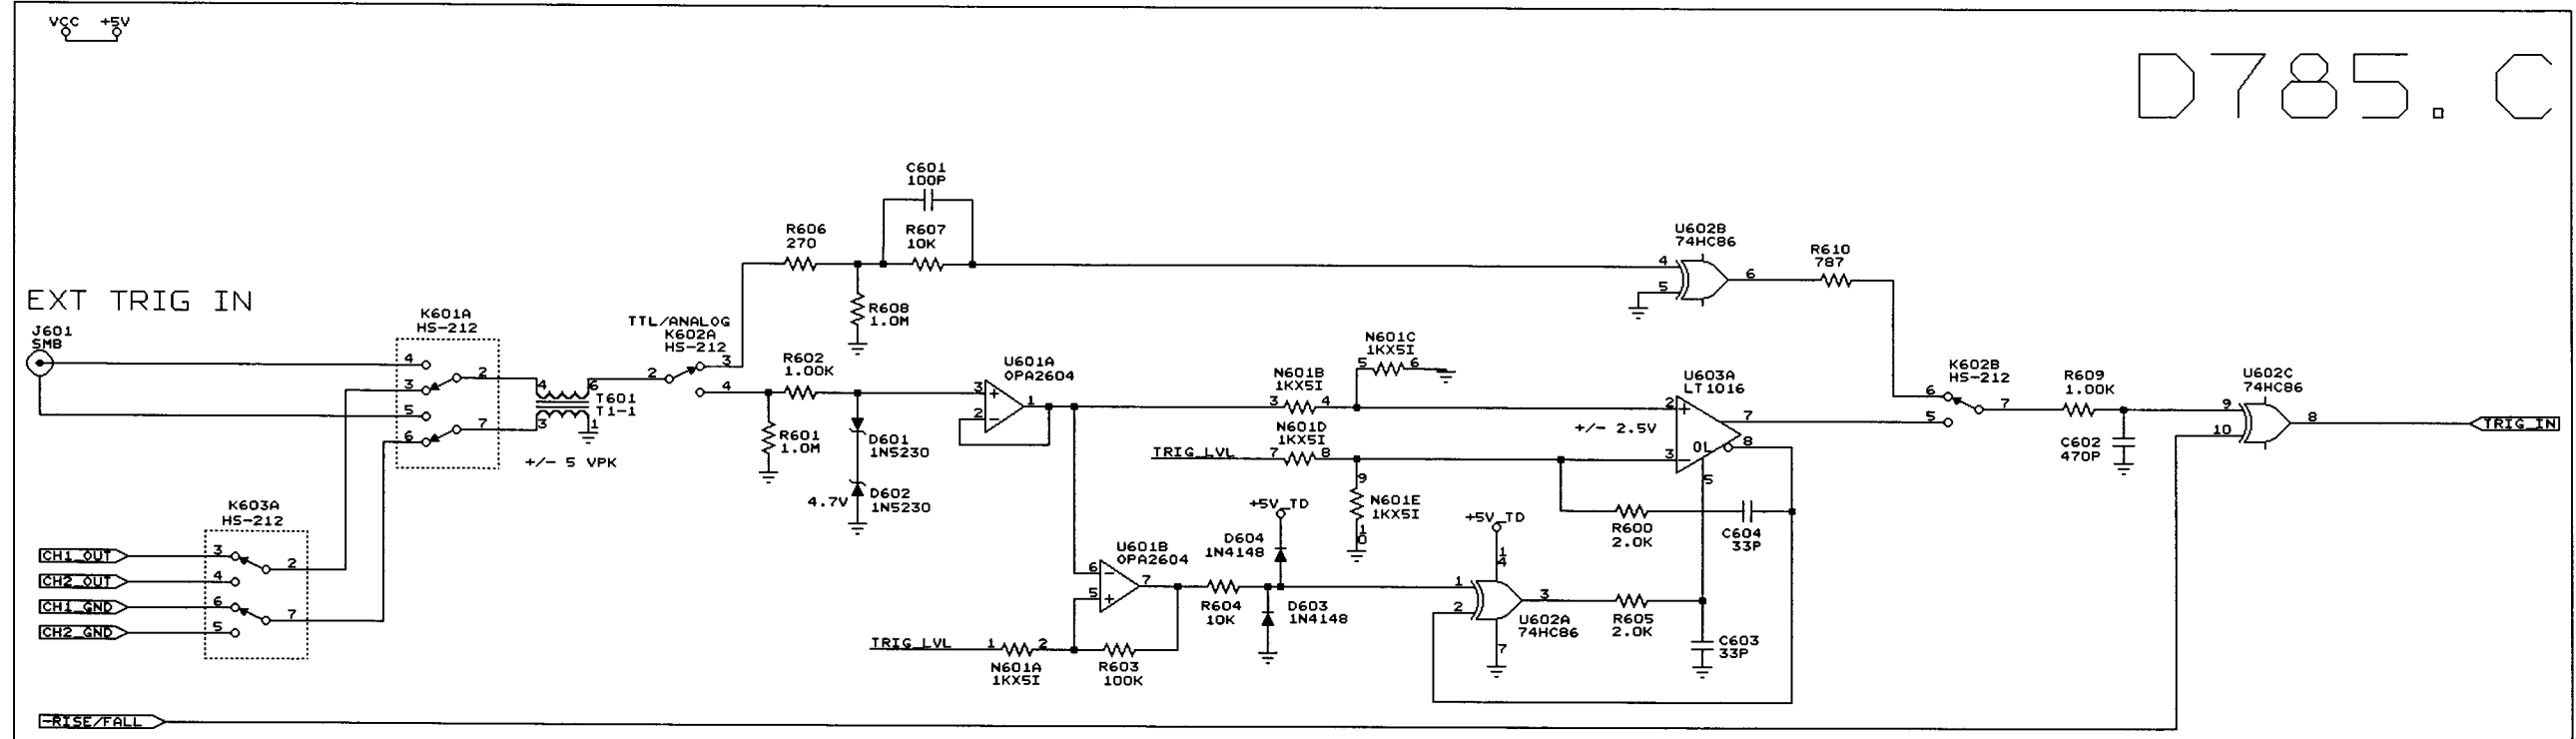 VCC +5V
D785.C
C601
100P
R606
270
R607
10K
U602B
74HC86
4
5
6
R610
787
EXT TRIG IN
J601
SMB
K601A
HS-212
4
3
5
6
2
7
4
3
6
1
T601
T1-1
+/- 5 VPK
TTL/ANALOG
K602A
HS-212
2
3
4
R608
1.0M
R602
1.00K
R601
1.0M
D601
1N5230
4.7V
D602
1N5230
U601A
OPA2604
3
2
1
N601B
1KX5I
3 4
N601C
1KX5I
5 6
N601D
1KX5I
TRIG_LVL 7 8
+/- 2.5V
U603A
LT1016
2
3
7
8
OL
5
K602B
HS-212
6
5
7
R609
1.00K
C602
470P
U602C
74HC86
9
10
8
TRIG_IN
9
N601E
1KX5I
10
R600
2.0K
C604
33P
K603A
HS-212
CH1_OUT 3
CH2_OUT 4
CH1_GND 6
CH2_GND 5
2
7
U601B
OPA2604
6
5
7
TRIG_LVL 1 2
N601A
1KX5I
R603
100K
R604
10K
+5V_TD
D604
1N4148
D603
1N4148
+5V_TD
14
1
2
3
7
U602A
74HC86
R605
2.0K
C603
33P
-RISE/FALL